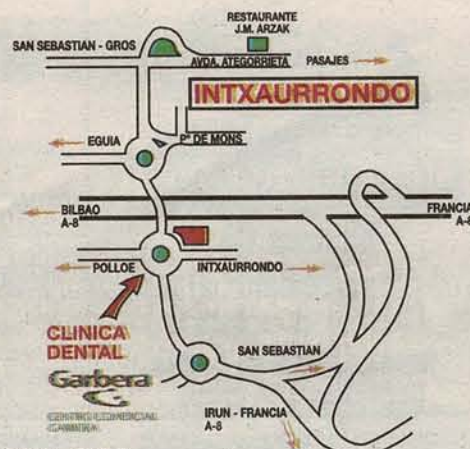 RESTAURANTE
J.M. ARZAK
SAN SEBASTIAN - GROS
AVDA. ATEGORRIETA
PASAJES
INTXAURRONDO
EGUIA
Pº DE MONS
BILBAO
A-8
FRANCIA
A-8
POLLOE
INTXAURRONDO
CLINICA
DENTAL
SAN SEBASTIAN
Garbera
IRUN - FRANCIA
A-8